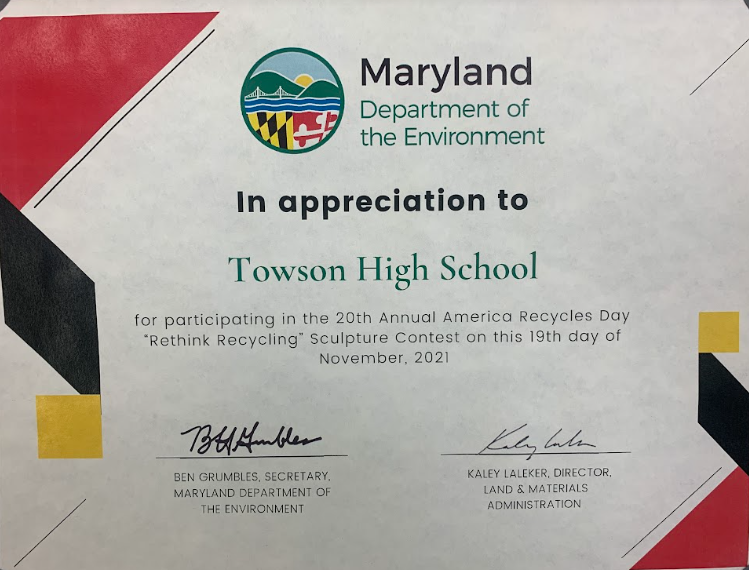 Maryland
Department of
the Environment
In appreciation to
Towson High School
for participating in the 20th Annual America Recycles Day
"Rethink Recycling" Sculpture Contest on this 19th day of
November, 2021
BEN GRUMBLES, SECRETARY,
MARYLAND DEPARTMENT OF
THE ENVIRONMENT
KALEY LALEKER, DIRECTOR,
LAND & MATERIALS
ADMINISTRATION